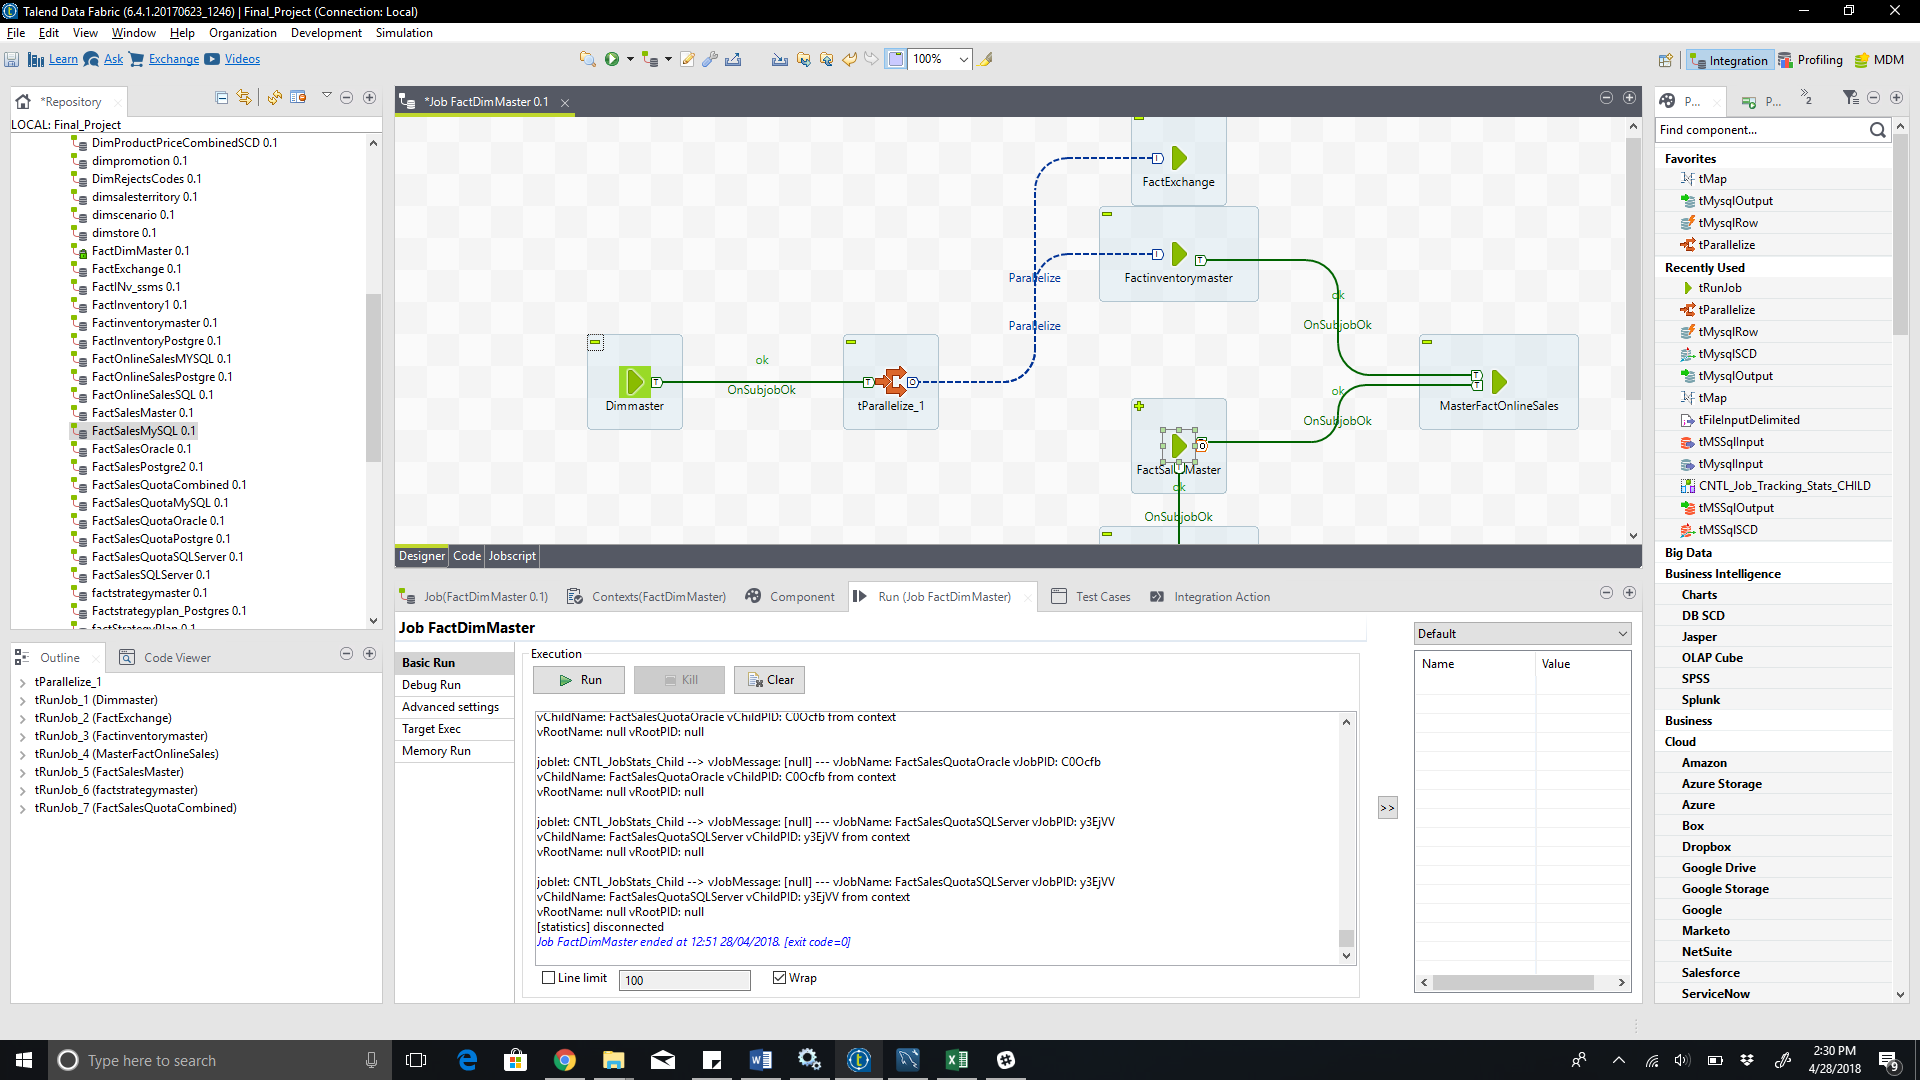 Talend Data Fabric (6.4.1.20170623_1246) | Final_Project (Connection: Local)
File Edit View Window Help Organization Development Simulation
Learn Ask Exchange Videos
100%
Integration Profiling MDM
*Repository
LOCAL: Final_Project
DimProductPriceCombinedSCD 0.1
dimpromotion 0.1
DimRejectsCodes 0.1
dimsalesterritory 0.1
dimscenario 0.1
dimstore 0.1
FactDimMaster 0.1
FactExchange 0.1
FactINv_ssms 0.1
FactInventory1 0.1
Factinventorymaster 0.1
FactInventoryPostgre 0.1
FactOnlineSalesMYSQL 0.1
FactOnlineSalesPostgre 0.1
FactOnlineSalesSQL 0.1
FactSalesMaster 0.1
FactSalesMySQL 0.1
FactSalesOracle 0.1
FactSalesPostgre2 0.1
FactSalesQuotaCombined 0.1
FactSalesQuotaMySQL 0.1
FactSalesQuotaOracle 0.1
FactSalesQuotaPostgre 0.1
FactSalesQuotaSQLServer 0.1
FactSalesSQLServer 0.1
factstrategymaster 0.1
Factstrategyplan_Postgres 0.1
factStrategyPlan 0.1
Outline
Code Viewer
tParallelize_1
tRunJob_1 (Dimmaster)
tRunJob_2 (FactExchange)
tRunJob_3 (Factinventorymaster)
tRunJob_4 (MasterFactOnlineSales)
tRunJob_5 (FactSalesMaster)
tRunJob_6 (factstrategymaster)
tRunJob_7 (FactSalesQuotaCombined)
*Job FactDimMaster 0.1
FactExchange
Factinventorymaster
Parallelize
Parallelize
ok
OnSubjobOk
ok
OnSubjobOk
Dimmaster
tParallelize_1
ok
OnSubjobOk
MasterFactOnlineSales
FactSalesMaster
ok
OnSubjobOk
Designer Code Jobscript
Job(FactDimMaster 0.1)
Contexts(FactDimMaster)
Component
Run (Job FactDimMaster)
Test Cases
Integration Action
Job FactDimMaster
Basic Run
Debug Run
Advanced settings
Target Exec
Memory Run
Execution
Run
Kill
Clear
vChildName: FactSalesQuotaOracle vChildPID: C0Ocfb from context
vRootName: null vRootPID: null
joblet: CNTL_JobStats_Child --> vJobMessage: [null] --- vJobName: FactSalesQuotaOracle vJobPID: C0Ocfb
vChildName: FactSalesQuotaOracle vChildPID: C0Ocfb from context
vRootName: null vRootPID: null
joblet: CNTL_JobStats_Child --> vJobMessage: [null] --- vJobName: FactSalesQuotaSQLServer vJobPID: y3EjVV
vChildName: FactSalesQuotaSQLServer vChildPID: y3EjVV from context
vRootName: null vRootPID: null
joblet: CNTL_JobStats_Child --> vJobMessage: [null] --- vJobName: FactSalesQuotaSQLServer vJobPID: y3EjVV
vChildName: FactSalesQuotaSQLServer vChildPID: y3EjVV from context
vRootName: null vRootPID: null
[statistics] disconnected
Job FactDimMaster ended at 12:51 28/04/2018. [exit code=0]
Line limit
100
Wrap
>>
Default
Name Value
P...
P...
»2
Find component...
Favorites
tMap
tMysqlOutput
tMysqlRow
tParallelize
Recently Used
tRunJob
tParallelize
tMysqlRow
tMysqlSCD
tMysqlOutput
tMap
tFileInputDelimited
tMSSqlInput
tMysqlInput
CNTL_Job_Tracking_Stats_CHILD
tMSSqlOutput
tMSSqlSCD
Big Data
Business Intelligence
Charts
DB SCD
Jasper
OLAP Cube
SPSS
Splunk
Business
Cloud
Amazon
Azure Storage
Azure
Box
Dropbox
Google Drive
Google Storage
Google
Marketo
NetSuite
Salesforce
ServiceNow
Type here to search
2:30 PM
4/28/2018
9